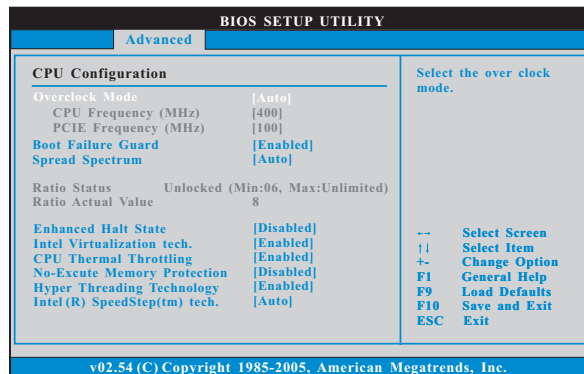 BIOS SETUP UTILITY
Advanced
CPU Configuration
Overclock Mode [Auto]
CPU Frequency (MHz) [400]
PCIE Frequency (MHz) [100]
Boot Failure Guard [Enabled]
Spread Spectrum [Auto]
Ratio Status Unlocked (Min:06, Max:Unlimited)
Ratio Actual Value 8
Enhanced Halt State [Disabled]
Intel Virtualization tech. [Enabled]
CPU Thermal Throttling [Enabled]
No-Excute Memory Protection [Disabled]
Hyper Threading Technology [Enabled]
Intel (R) SpeedStep(tm) tech. [Auto]
Select the over clock
mode.
←→ Select Screen
↑↓ Select Item
+- Change Option
F1 General Help
F9 Load Defaults
F10 Save and Exit
ESC Exit
v02.54 (C) Copyright 1985-2005, American Megatrends, Inc.